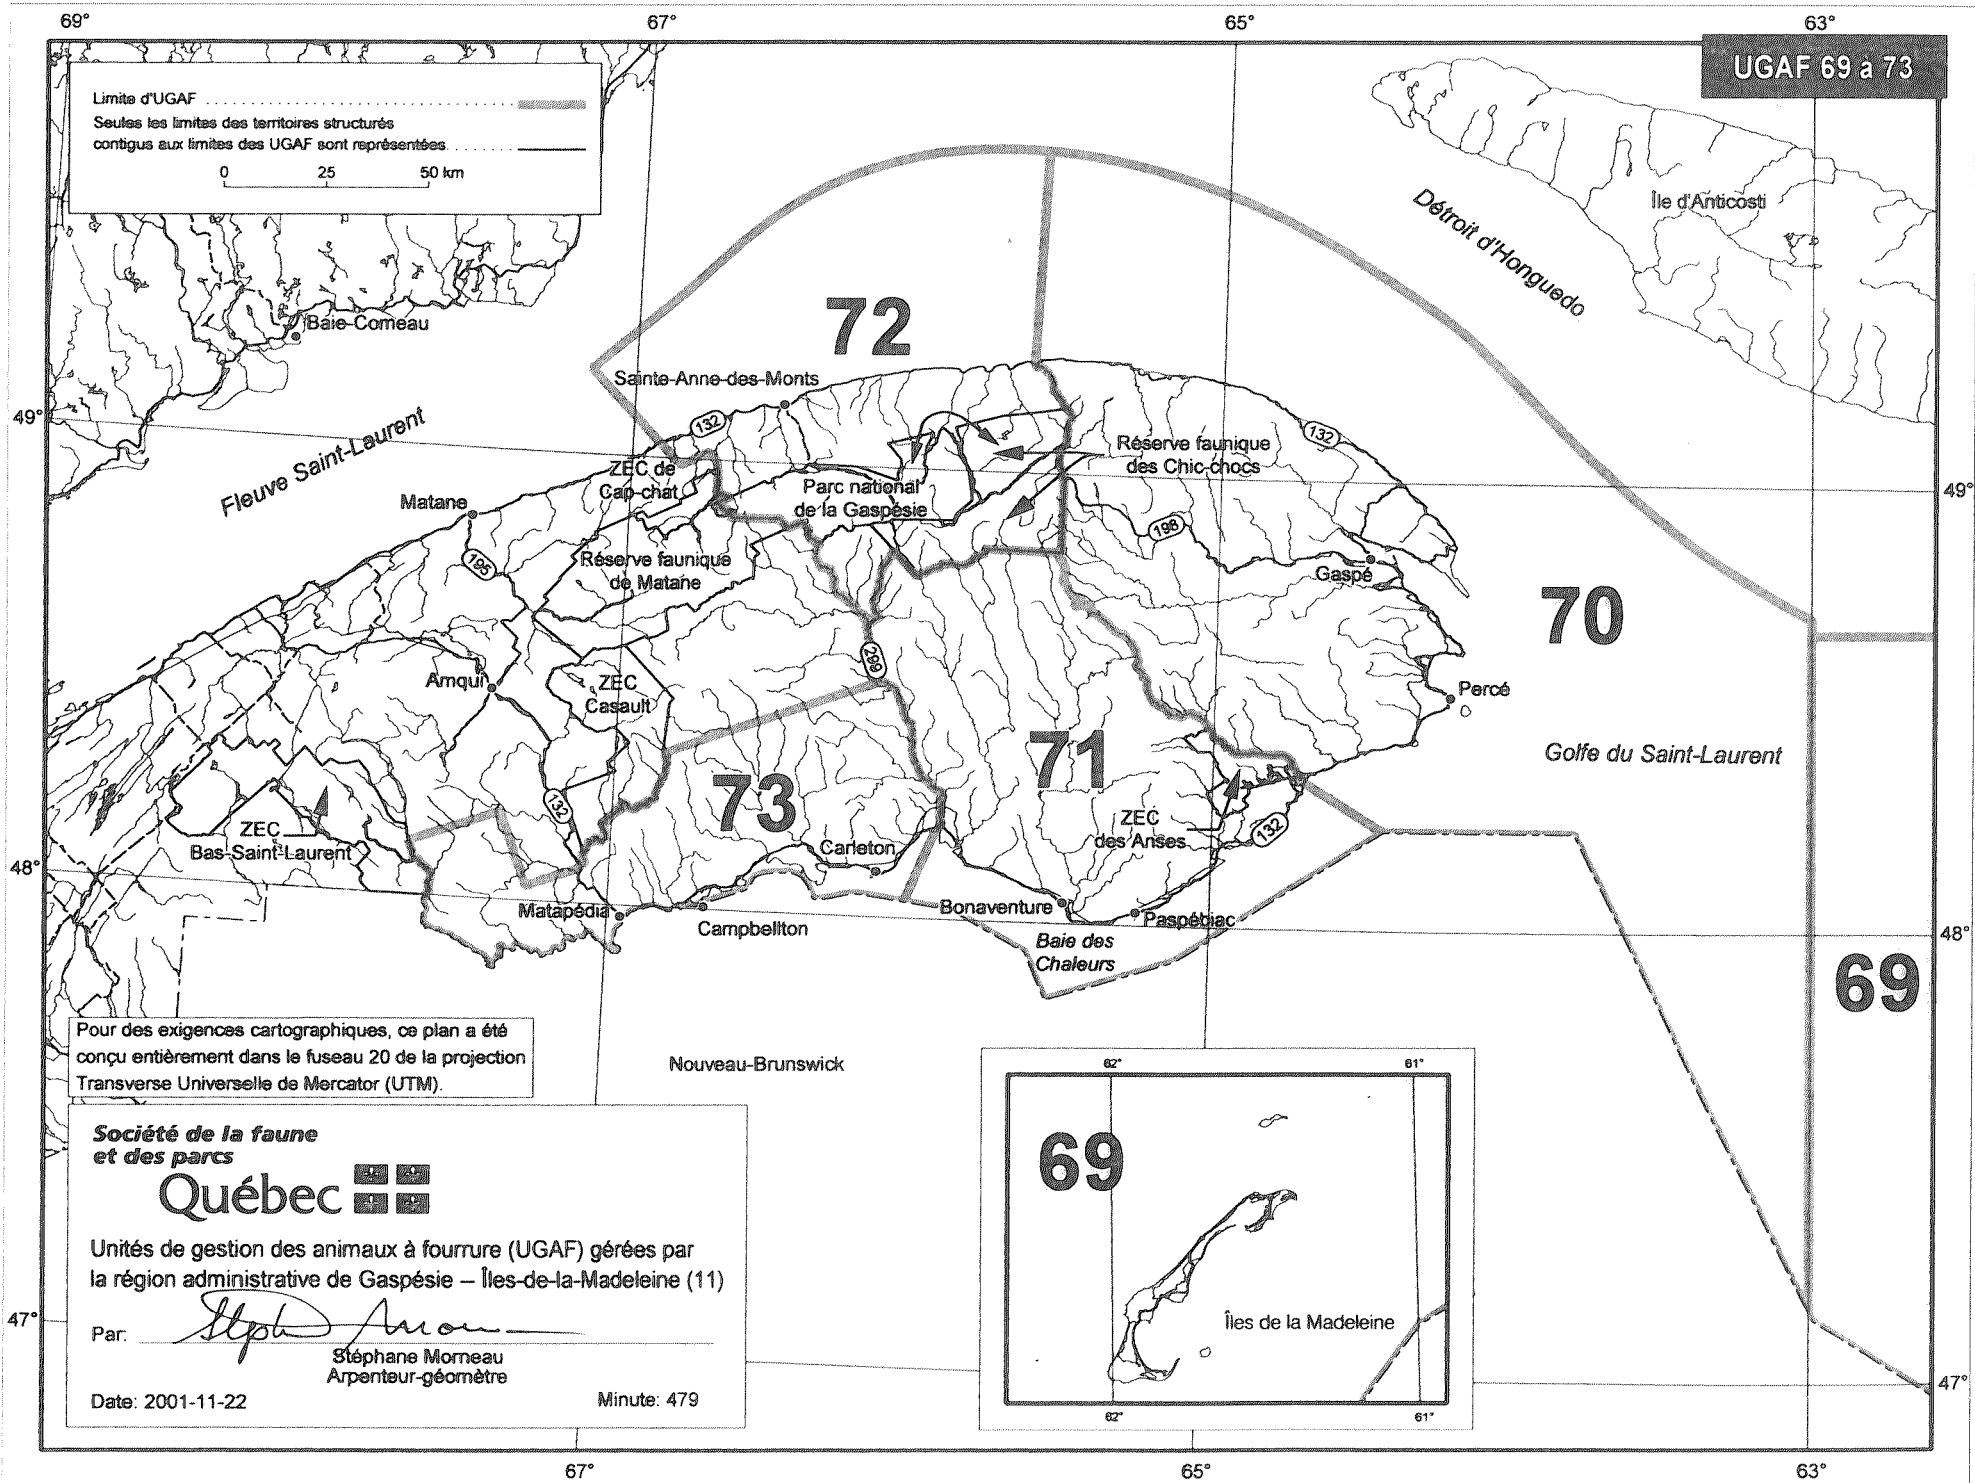 69°
67°
65°
63°
UGAF 69 à 73
Limite d'UGAF
Seules les limites des territoires structurés
contigus aux limites des UGAF sont représentées
0 25 50 km
Île d'Anticosti
Détroit d'Honguedo
Baie-Comeau
72
Sainte-Anne-des-Monts
49°
132
132
Fleuve Saint-Laurent
Réserve faunique
des Chic-chocs
ZEC de
Cap-chat
Parc national
de la Gaspésie
49°
Matane
198
195
Réserve faunique
de Matane
Gaspé
70
299
Amqui
ZEC
Casault
Percé
71
Golfe du Saint-Laurent
73
132
ZEC
Bas-Saint-Laurent
ZEC
des Anses
132
Carleton
48°
Matapédia
Campbellton
Bonaventure
Paspébiac
Baie des
Chaleurs
48°
69
Pour des exigences cartographiques, ce plan a été
conçu entièrement dans le fuseau 20 de la projection
Transverse Universelle de Mercator (UTM).
Nouveau-Brunswick
62°
61°
69
Îles de la Madeleine
62°
61°
Société de la faune
et des parcs
Québec
Unités de gestion des animaux à fourrure (UGAF) gérées par
la région administrative de Gaspésie – Îles-de-la-Madeleine (11)
47°
Par:
Stéphane Morneau
Arpenteur-géomètre
Date: 2001-11-22
Minute: 479
47°
67°
65°
63°